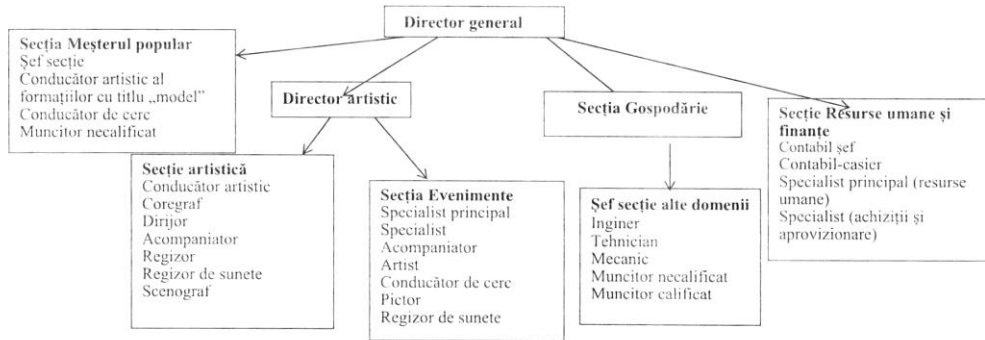 Director general
Secția Meșterul popular
Șef secție
Conducător artistic al
formațiilor cu titlu „model”
Conducător de cerc
Muncitor necalificat
Director artistic
Secția Gospodărie
Secție Resurse umane și
finanțe
Contabil șef
Contabil-casier
Specialist principal (resurse
umane)
Specialist (achiziții și
aprovizionare)
Secție artistică
Conducător artistic
Coregraf
Dirijor
Acompaniator
Regizor
Regizor de sunete
Scenograf
Secția Evenimente
Specialist principal
Specialist
Acompaniator
Artist
Conducător de cerc
Pictor
Regizor de sunete
Șef secție alte domenii
Inginer
Tehnician
Mecanic
Muncitor necalificat
Muncitor calificat